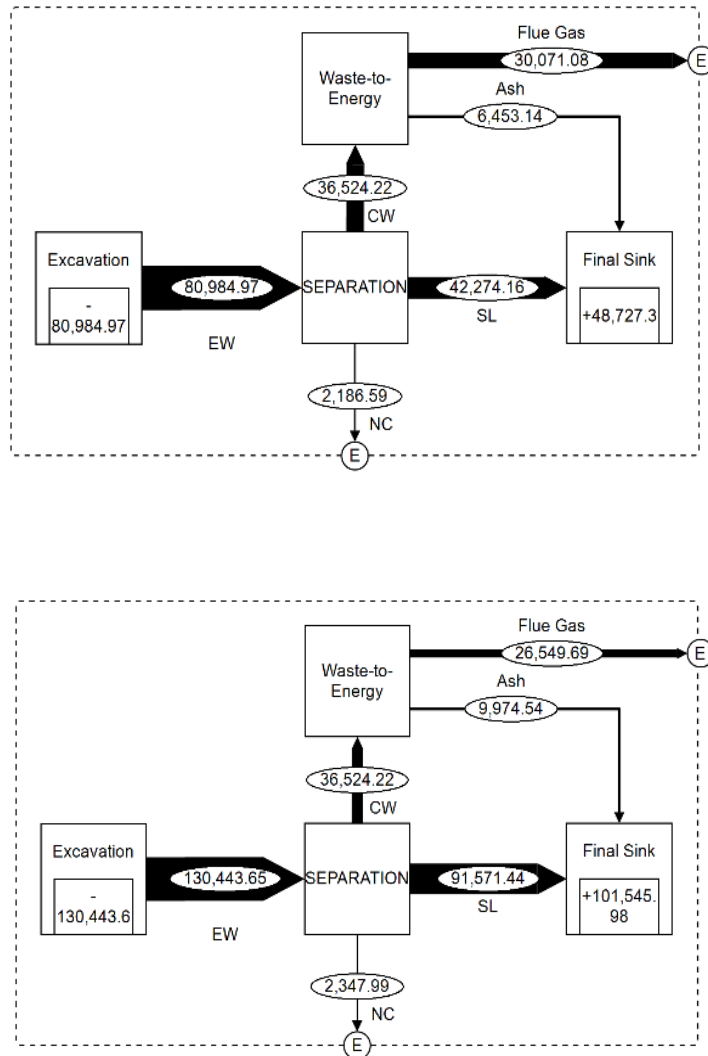 Flue Gas
30,071.08
E
Waste-to-
Energy
Ash
6,453.14
36,524.22
CW
Excavation
-
80,984.97
80,984.97
EW
SEPARATION
42,274.16
SL
Final Sink
+48,727.3
2,186.59
NC
E
Flue Gas
26,549.69
E
Waste-to-
Energy
Ash
9,974.54
36,524.22
CW
Excavation
-
130,443.6
130,443.65
EW
SEPARATION
91,571.44
SL
Final Sink
+101,545.
98
2,347.99
NC
E